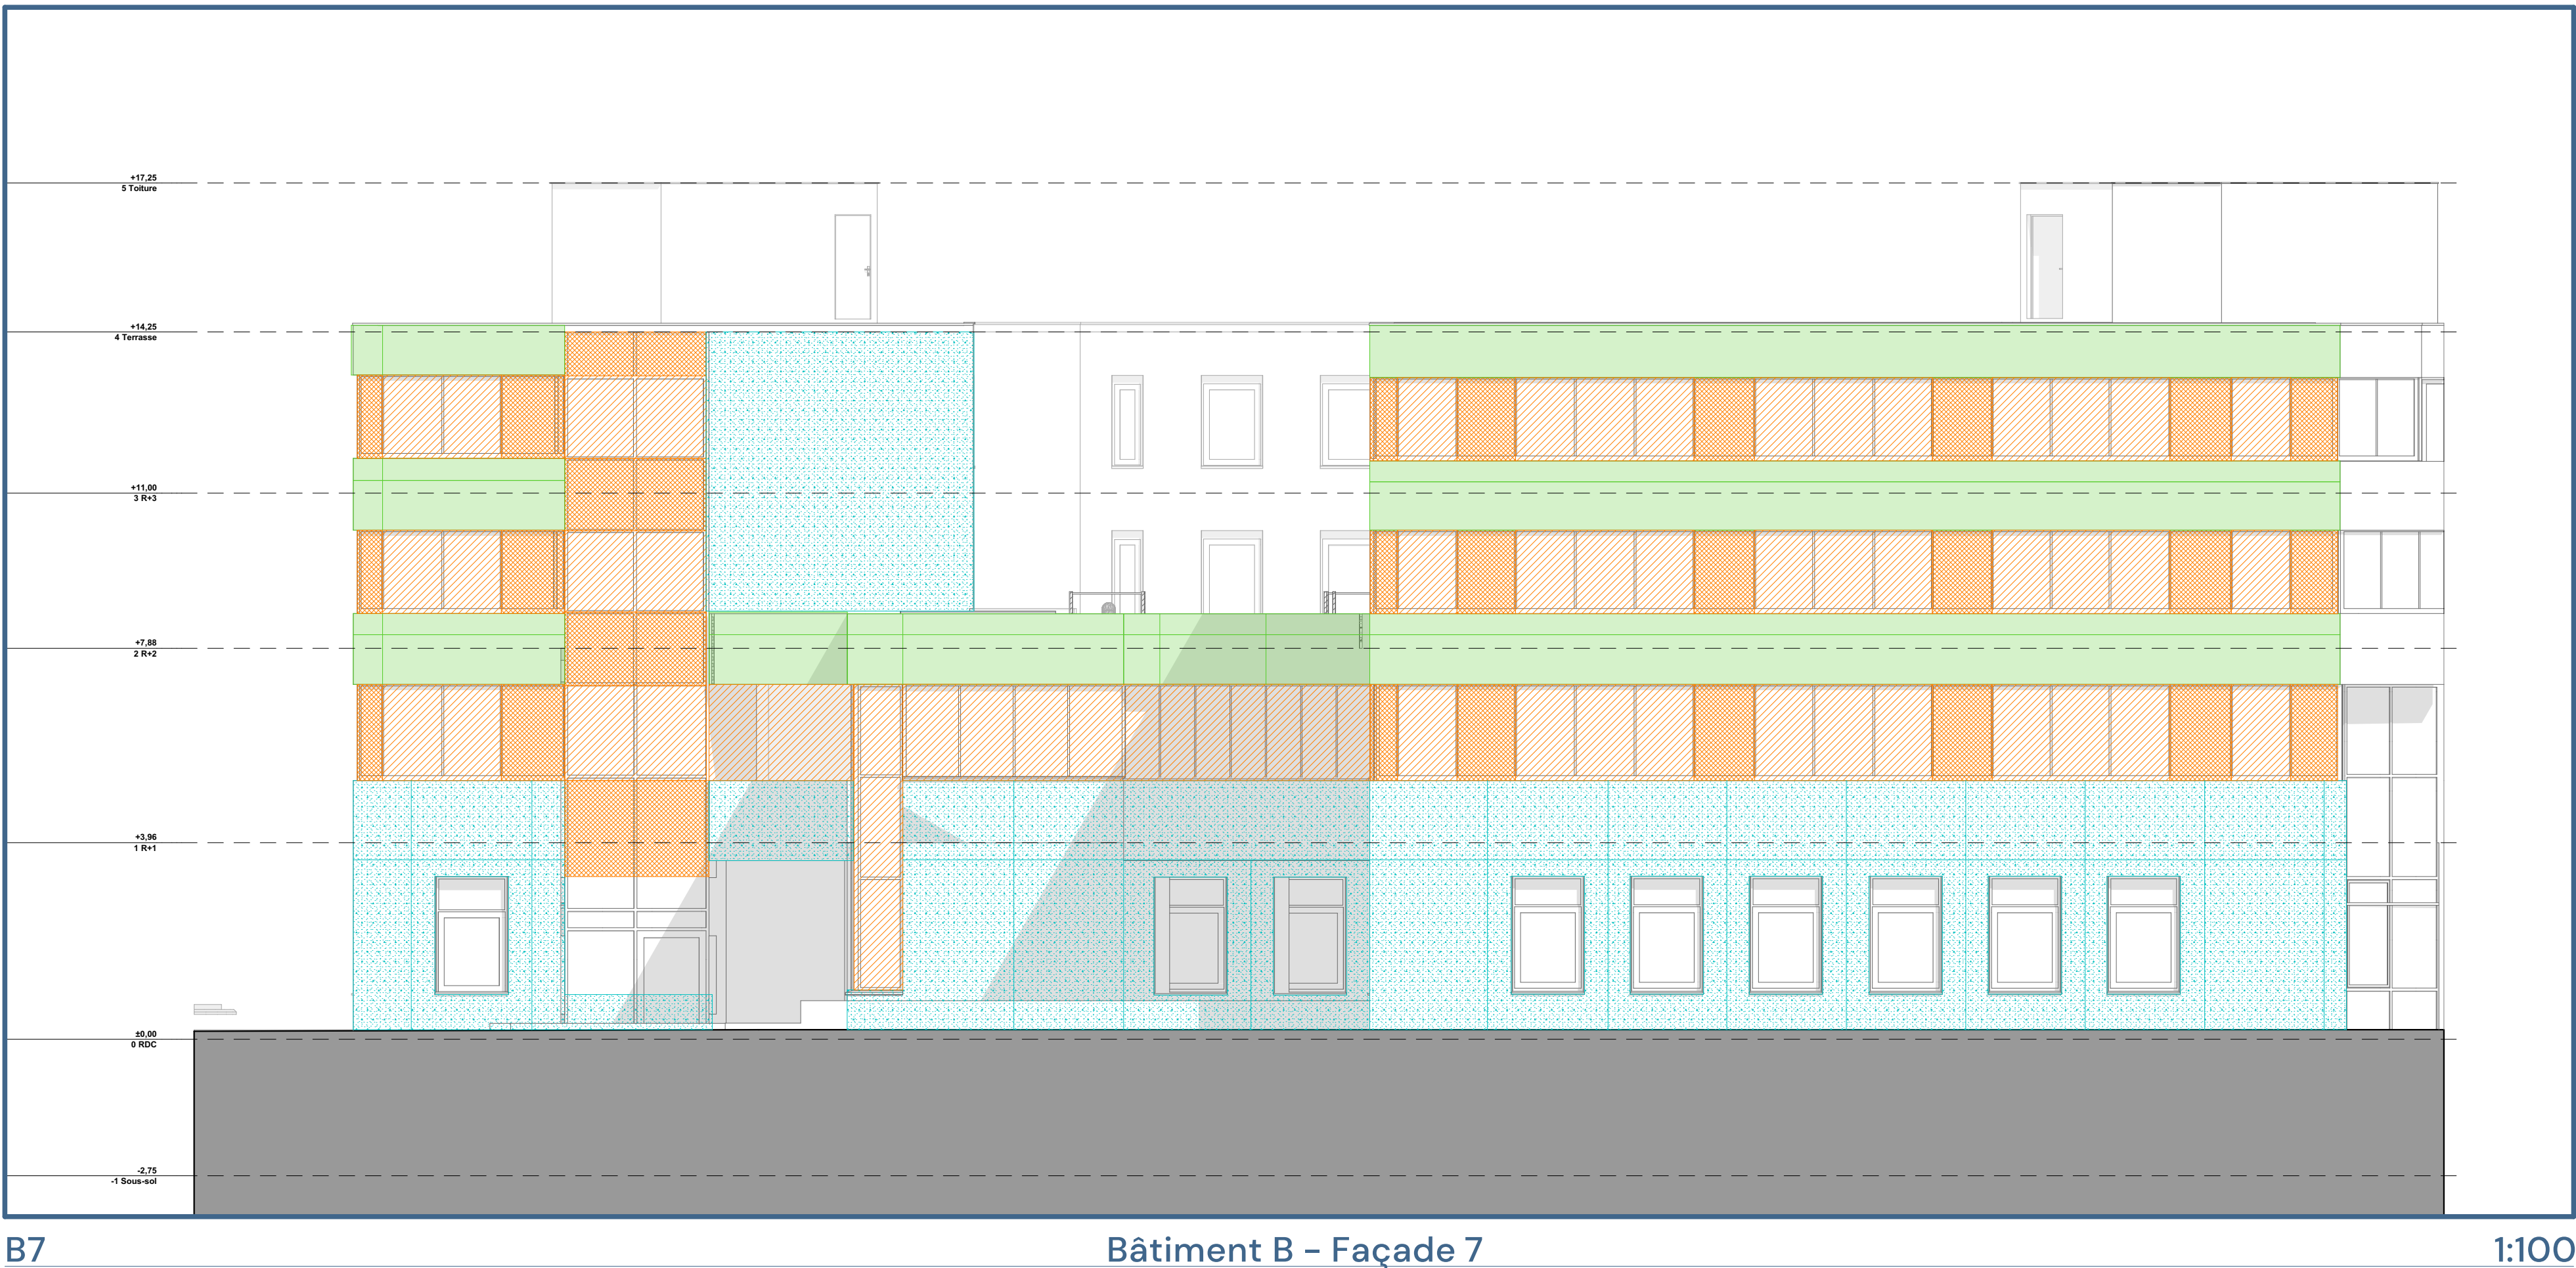 +17,25
5 Toiture
+14,25
4 Terrasse
+11,00
3 R+3
+7,88
2 R+2
+3,96
1 R+1
±0,00
0 RDC
-2,75
-1 Sous-sol
B7
Bâtiment B - Façade 7
1:100